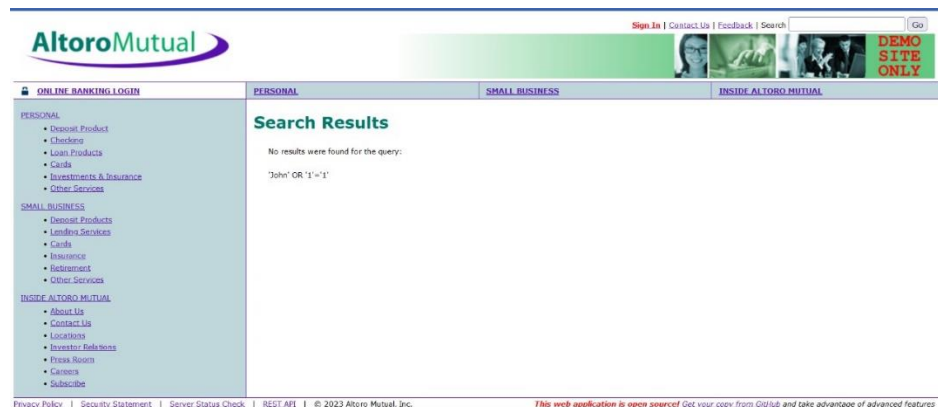 Sign In | Contact Us | Feedback | Search Go
AltoroMutual
DEMO
SITE
ONLY
ONLINE BANKING LOGIN PERSONAL SMALL BUSINESS INSIDE ALTORO MUTUAL
PERSONAL
• Deposit Product
• Checking
• Loan Products
• Cards
• Investments & Insurance
• Other Services
SMALL BUSINESS
• Deposit Products
• Lending Services
• Cards
• Insurance
• Retirement
• Other Services
INSIDE ALTORO MUTUAL
• About Us
• Contact Us
• Locations
• Investor Relations
• Press Room
• Careers
• Subscribe
Search Results
No results were found for the query:
'John' OR '1'='1'
Privacy Policy | Security Statement | Server Status Check | REST API | © 2023 Altoro Mutual, Inc. This web application is open source! Get your copy from GitHub and take advantage of advanced features